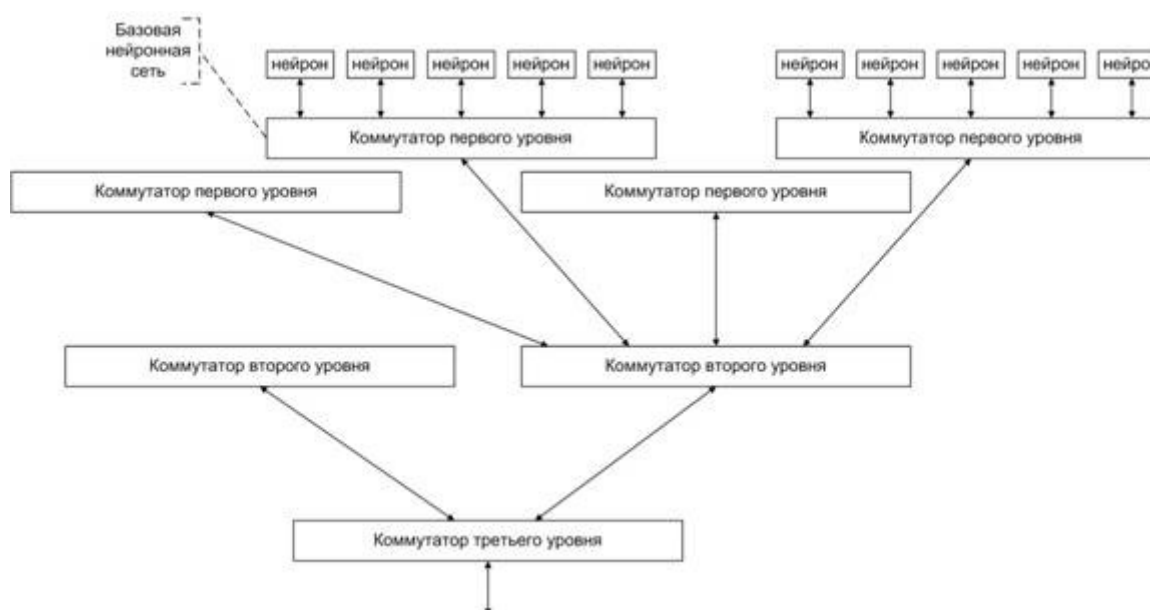 Базовая
нейронная
сеть
нейрон нейрон нейрон нейрон нейрон нейрон нейрон нейрон нейрон нейро
Коммутатор первого уровня Коммутатор первого уровня
Коммутатор первого уровня Коммутатор первого уровня
Коммутатор второго уровня Коммутатор второго уровня
Коммутатор третьего уровня